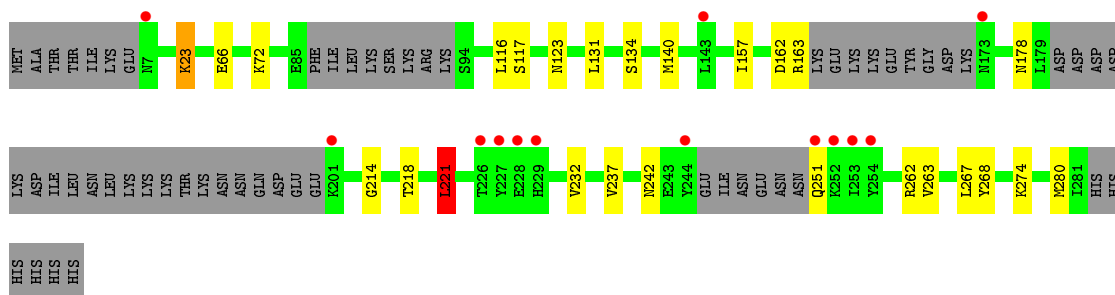 MET ALA THR THR ILE LYS GLU N7 K23 E66 K72 E85 PHE ILE LEU LYS SER LYS ARG LYS S94 L116 S117 N123 L131 S134 M140 L143 I157 D162 R163 LYS GLU LYS LYS GLU TYR GLY ASP LYS N173 N178 L179 ASP ASP ASP ASP
LYS ASP ILE LEU ASN LEU LYS LYS LYS THR LYS ASN ASN GLN ASP GLU GLU K201 G214 T218 L221 T226 Y227 E228 H229 V232 V237 N242 E243 Y244 GLU ILE ASN GLU ASN ASN Q251 K252 I253 Y254 R262 V263 L267 Y268 K274 M280 I281 HIS HIS
HIS HIS HIS HIS